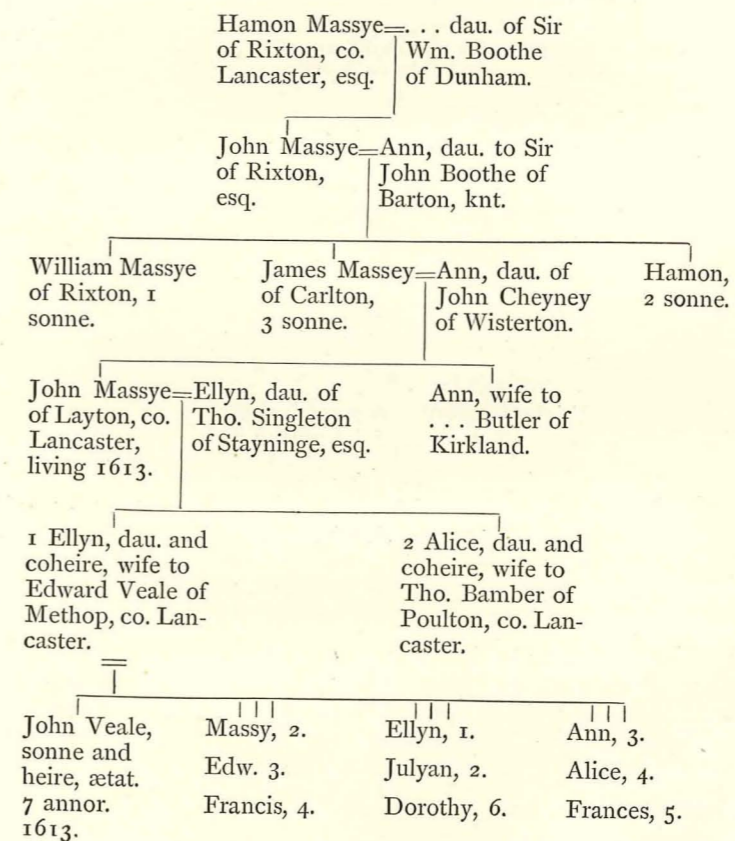 Hamon Massye=. . . dau. of Sir
of Rixton, co. Wm. Boothe
Lancaster, esq. of Dunham.
John Massye=Ann, dau. to Sir
of Rixton, John Boothe of
esq. Barton, knt.
William Massye
of Rixton, 1
sonne.
James Massey=Ann, dau. of
of Carlton, John Cheyney
3 sonne. of Wisterton.
Hamon,
2 sonne.
John Massye=Ellyn, dau. of
of Layton, co. Tho. Singleton
Lancaster, of Stayninge, esq.
living 1613.
Ann, wife to
. . . Butler of
Kirkland.
1 Ellyn, dau. and
coheire, wife to
Edward Veale of
Methop, co. Lan-
caster.
2 Alice, dau. and
coheire, wife to
Tho. Bamber of
Poulton, co. Lan-
caster.
=
John Veale,
sonne and
heire, ætat.
7 annor.
1613.
Massy, 2.
Edw. 3.
Francis, 4.
Ellyn, 1.
Julyan, 2.
Dorothy, 6.
Ann, 3.
Alice, 4.
Frances, 5.